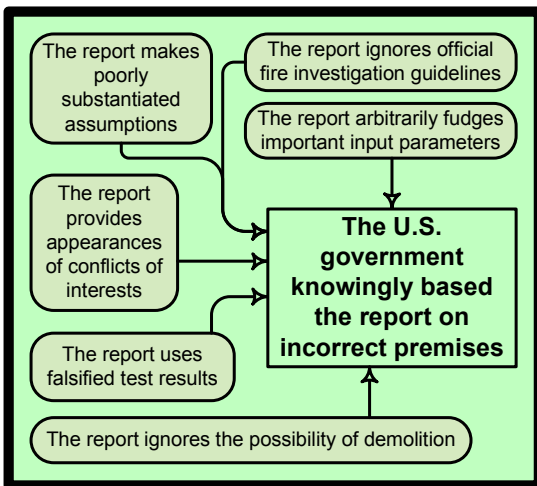 The report makes
poorly
substantiated
assumptions
The report ignores official
fire investigation guidelines
The report arbitrarily fudges
important input parameters
The report
provides
appearances
of conflicts of
interests
The U.S.
government
knowingly based
the report on
incorrect premises
The report uses
falsified test results
The report ignores the possibility of demolition